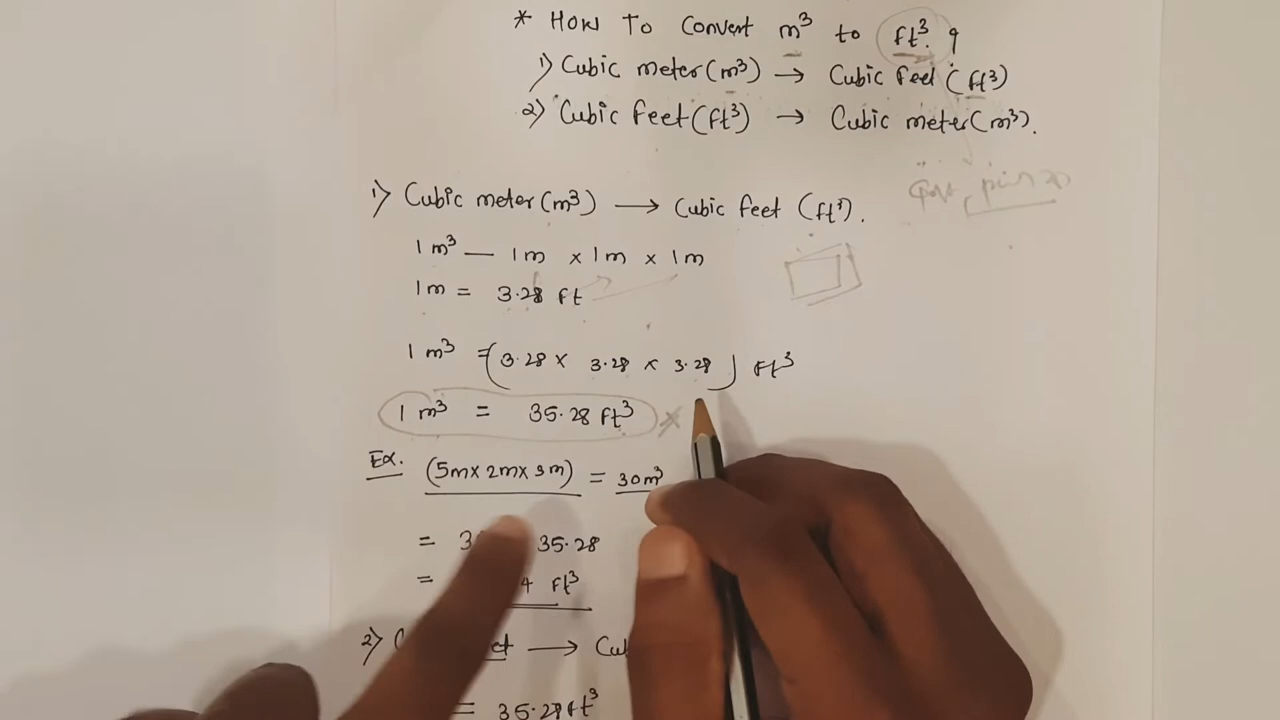 * How To Convert m³ to ft³. ?
1) Cubic meter(m³) → Cubic feet (ft³)
2) Cubic feet(ft³) → Cubic meter(m³).
1) Cubic meter(m³) → Cubic feet (ft³).
1 m³ — 1m × 1m × 1m
1m = 3.28 ft
1 m³ = (3.28 × 3.28 × 3.28) ft³
1 m³ = 35.28 ft³ ×
Ex. (5m × 2m × 3m) = 30m³
= 35.28
= 4 ft³
2) →
= 35.28ft³